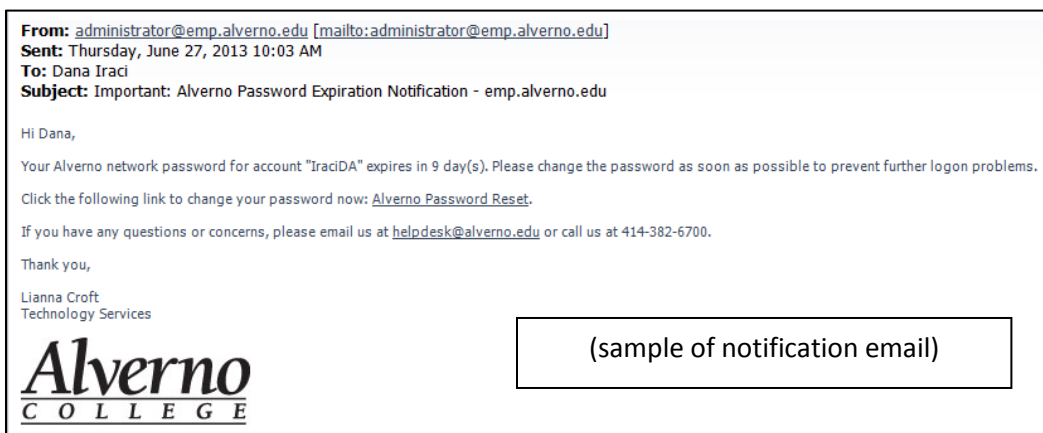 From: administrator@emp.alverno.edu [mailto:administrator@emp.alverno.edu]
Sent: Thursday, June 27, 2013 10:03 AM
To: Dana Iraci
Subject: Important: Alverno Password Expiration Notification - emp.alverno.edu
Hi Dana,
Your Alverno network password for account "IraciDA" expires in 9 day(s). Please change the password as soon as possible to prevent further logon problems.
Click the following link to change your password now: Alverno Password Reset.
If you have any questions or concerns, please email us at helpdesk@alverno.edu or call us at 414-382-6700.
Thank you,
Lianna Croft
Technology Services
Alverno
COLLEGE
(sample of notification email)